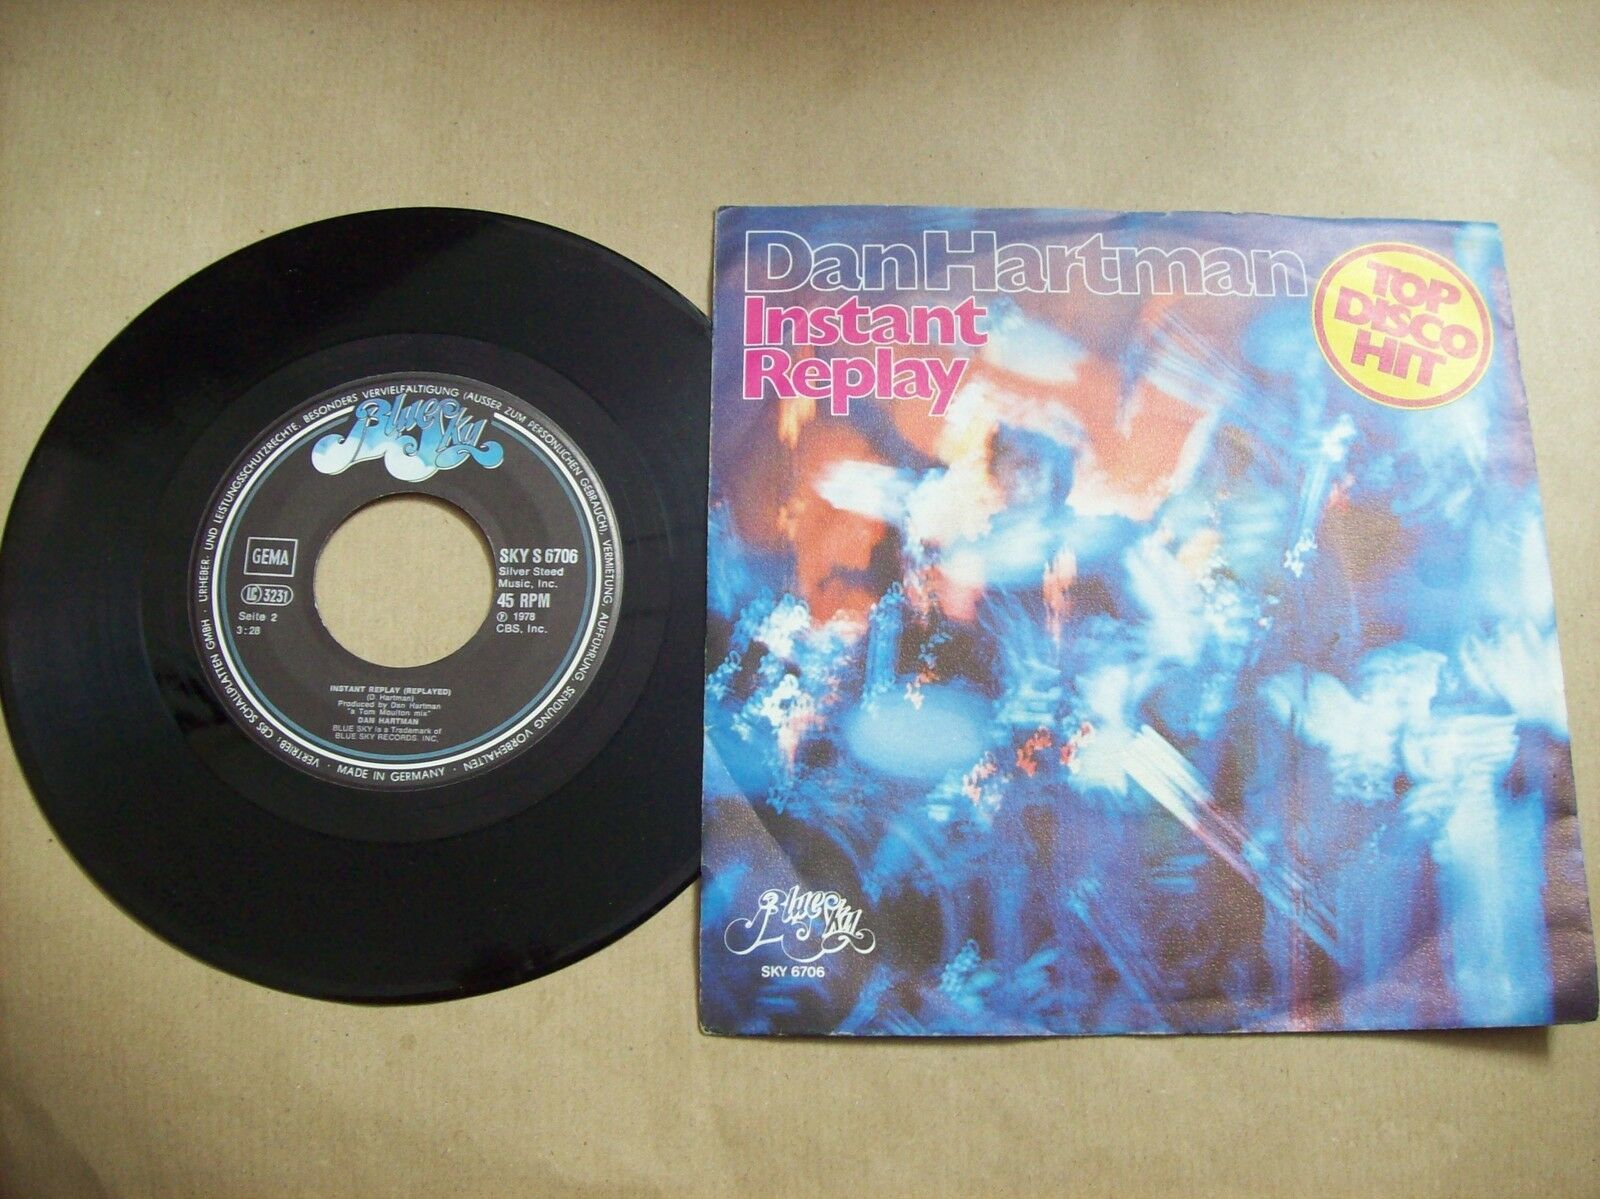 BESONDERS VERVIELFÄLTIGUNG (AUSSER ZUM PERSÖNLICHEN GEBRAUCH), VERMIETUNG, AUFFÜHRUNG, SENDUNG VORBEHALTEN · MADE IN GERMANY · VERTRIEB: CBS SCHALLPLATTEN GMBH · URHEBER- UND LEISTUNGSSCHUTZRECHTE,
Blue Sky
GEMA
LC 3231
Seite 2
3:28
SKY S 6706
Silver Steed
Music, Inc.
45 RPM
℗ 1978
CBS, Inc.
INSTANT REPLAY (REPLAYED)
(D. Hartman)
Produced by Dan Hartman
"a Tom Moulton mix"
DAN HARTMAN
BLUE SKY is a Trademark of
BLUE SKY RECORDS, INC.
Dan Hartman
Instant
Replay
TOP
DISCO
HIT
Blue Sky
SKY 6706